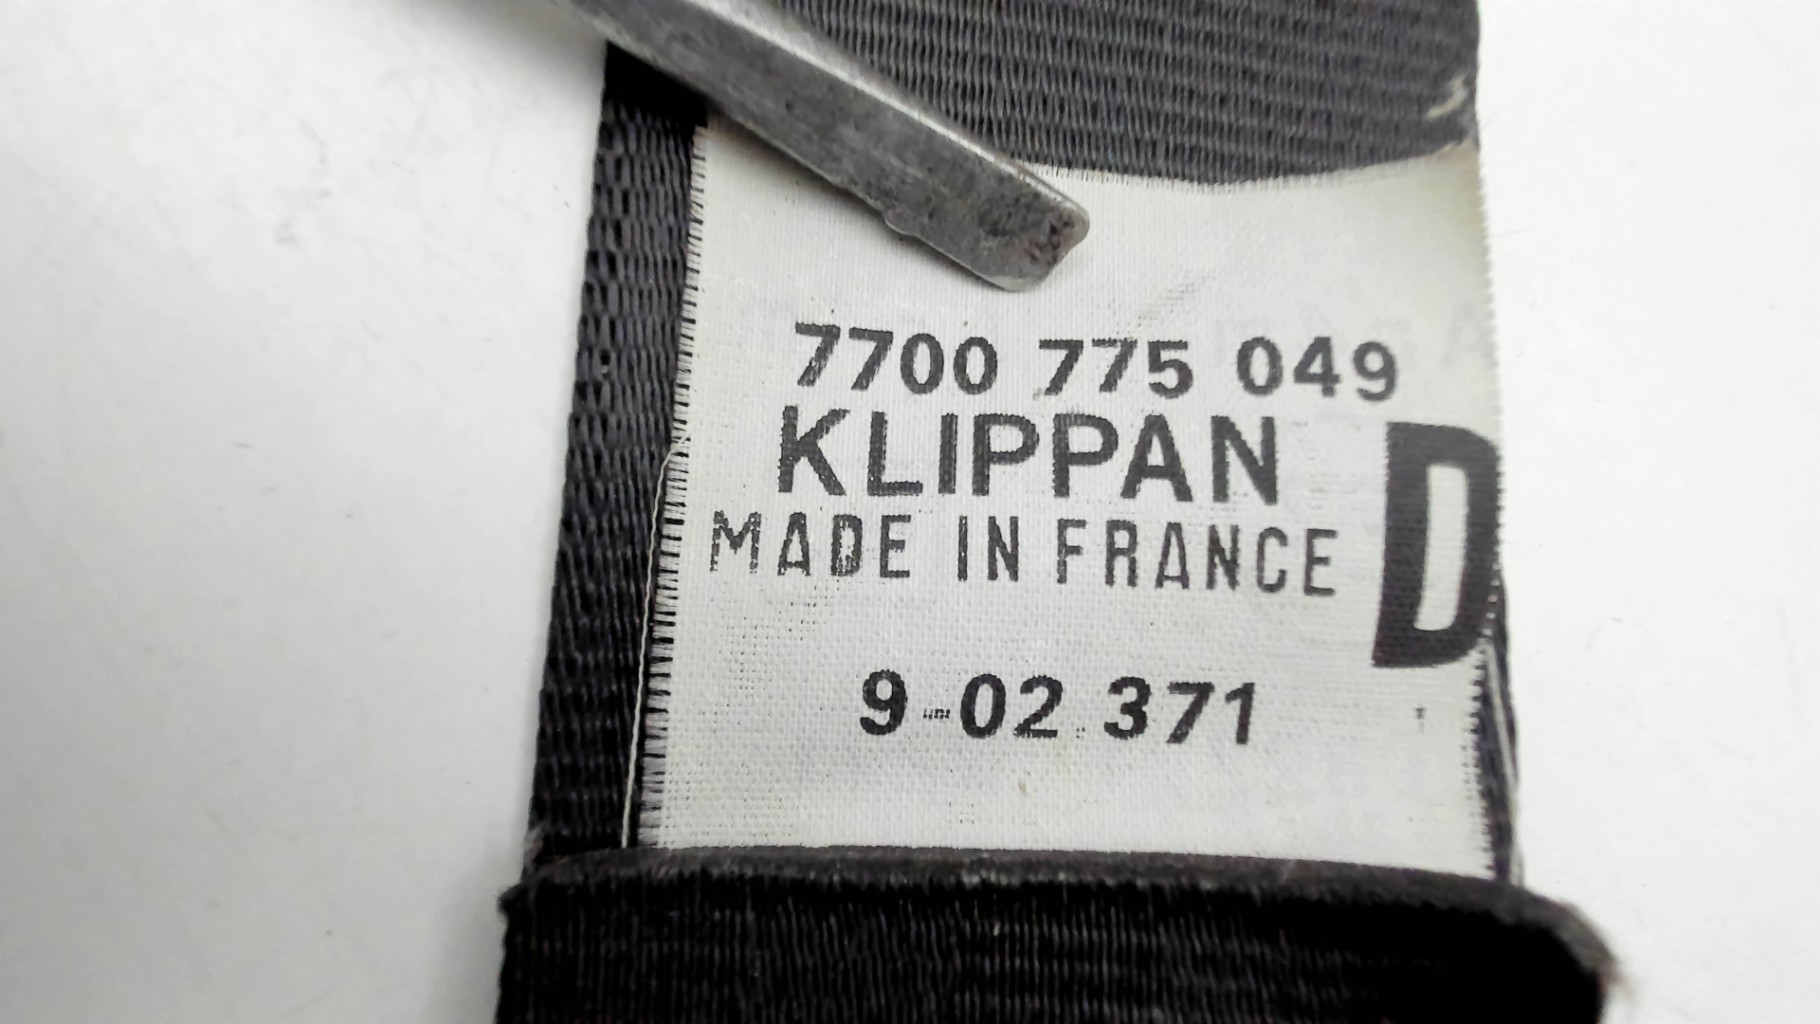 7700 775 049
KLIPPAN
MADE IN FRANCE
D
9 02 371